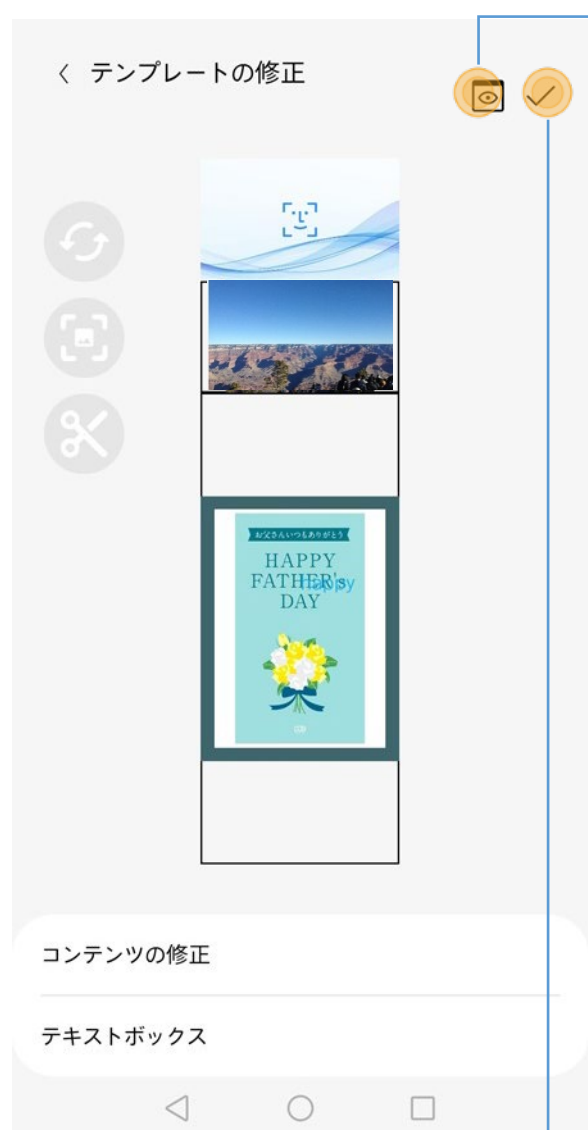 テンプレートの修正
お父さんいつもありがとう
HAPPY
FATHER's
happy
DAY
コンテンツの修正
テキストボックス